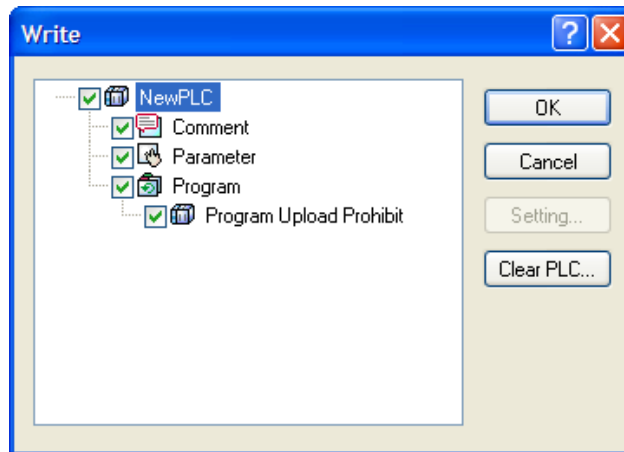 Write
NewPLC
Comment
Parameter
Program
Program Upload Prohibit
OK
Cancel
Setting...
Clear PLC...